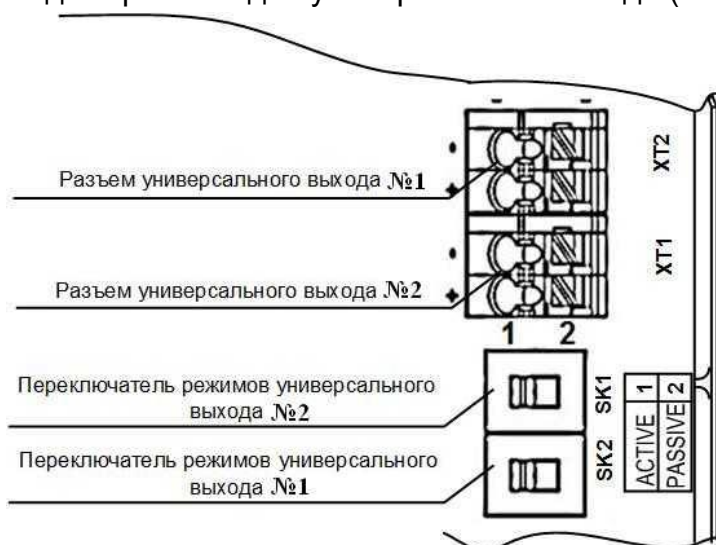 Разъем универсального выхода №1
Разъем универсального выхода №2
Переключатель режимов универсального
выхода №2
Переключатель режимов универсального
выхода №1
- -
-
+
-
+
XT2
XT1
1 2
SK1
SK2
ACTIVE 1
PASSIVE 2